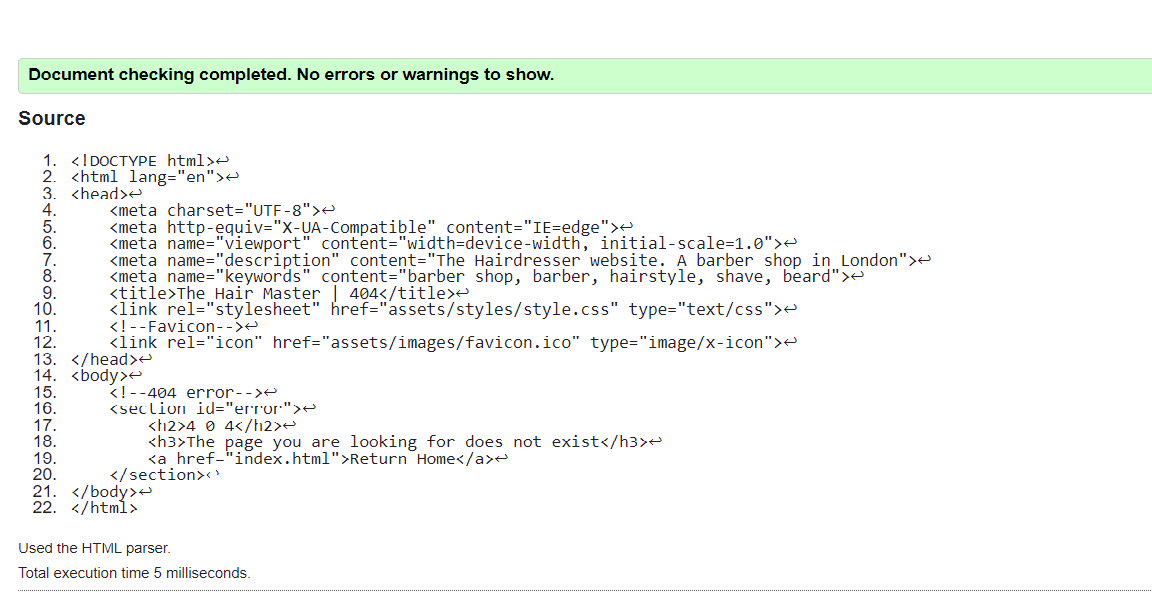 Document checking completed. No errors or warnings to show.
Source
1. <!DOCTYPE html>↩
2. <html lang="en">↩
3. <head>↩
4. <meta charset="UTF-8">↩
5. <meta http-equiv="X-UA-Compatible" content="IE=edge">↩
6. <meta name="viewport" content="width=device-width, initial-scale=1.0">↩
7. <meta name="description" content="The Hairdresser website. A barber shop in London">↩
8. <meta name="keywords" content="barber shop, barber, hairstyle, shave, beard">↩
9. <title>The Hair Master | 404</title>↩
10. <link rel="stylesheet" href="assets/styles/style.css" type="text/css">↩
11. <!--Favicon-->↩
12. <link rel="icon" href="assets/images/favicon.ico" type="image/x-icon">↩
13. </head>↩
14. <body>↩
15. <!--404 error-->↩
16. <section id="error">↩
17. <h2>4 0 4</h2>↩
18. <h3>The page you are looking for does not exist</h3>↩
19. <a href="index.html">Return Home</a>↩
20. </section>↩
21. </body>↩
22. </html>
Used the HTML parser.
Total execution time 5 milliseconds.